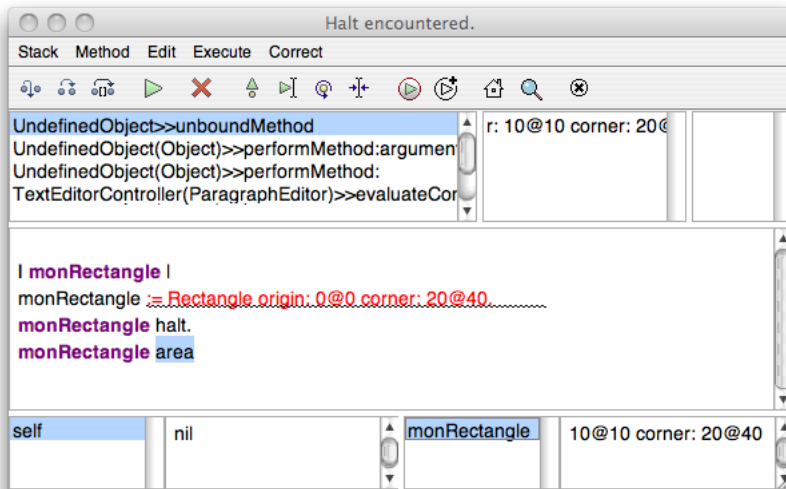 Halt encountered.
Stack Method Edit Execute Correct
UndefinedObject>>unboundMethod
UndefinedObject(Object)>>performMethod:argument
UndefinedObject(Object)>>performMethod:
TextEditorController(ParagraphEditor)>>evaluateCor
r: 10@10 corner: 20@
| monRectangle |
monRectangle := Rectangle origin: 0@0 corner: 20@40.
monRectangle halt.
monRectangle area
self
nil
monRectangle
10@10 corner: 20@40